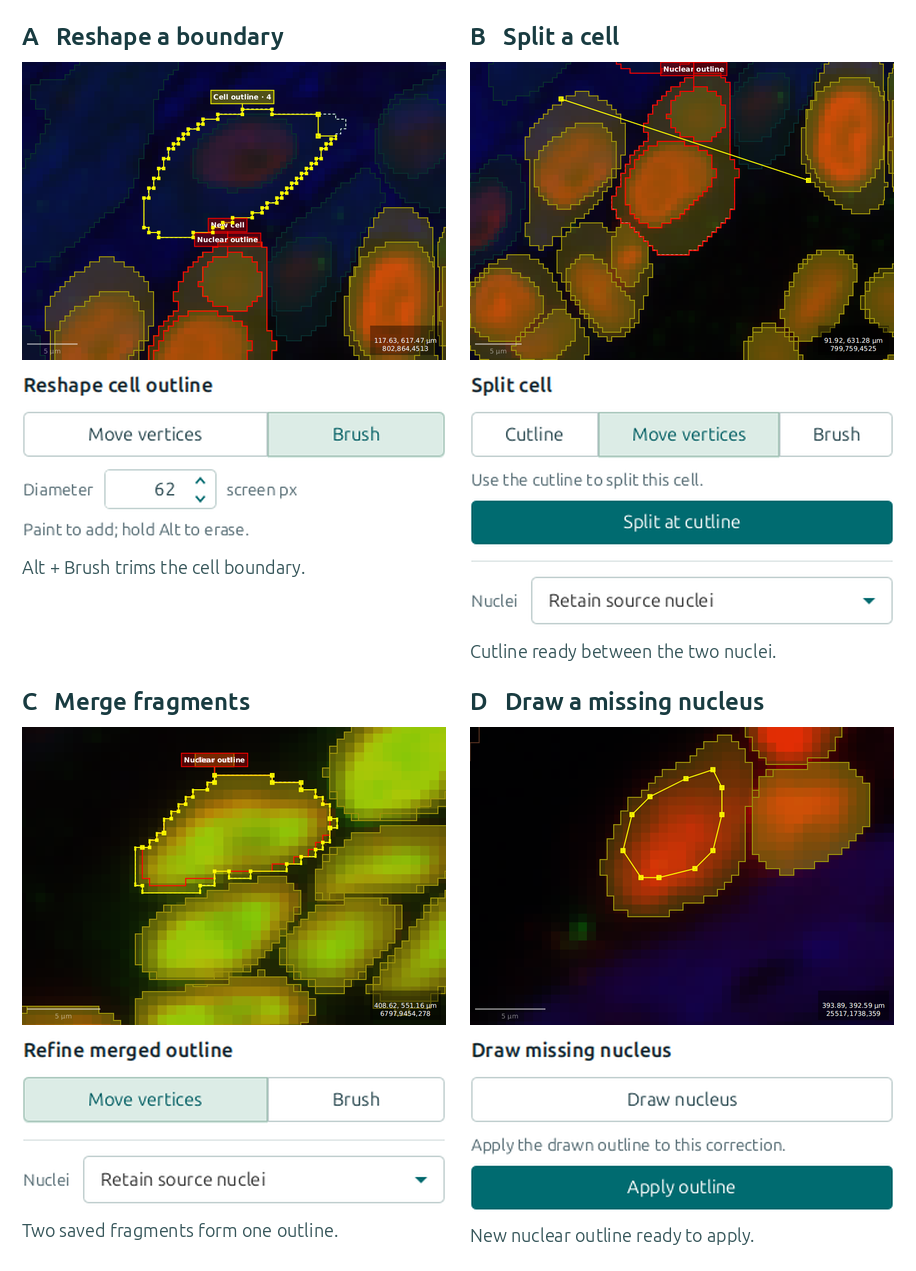 A Reshape a boundary
Cell outline · 4
New cell
Nuclear outline
5 µm
117.63, 617.47 µm
802,864,4513
Reshape cell outline
Move vertices
Brush
Diameter 62 screen px
Paint to add; hold Alt to erase.
Alt + Brush trims the cell boundary.
B Split a cell
Nuclear outline
5 µm
91.92, 631.28 µm
799,759,4525
Split cell
Cutline
Move vertices
Brush
Use the cutline to split this cell.
Split at cutline
Nuclei Retain source nuclei
Cutline ready between the two nuclei.
C Merge fragments
Nuclear outline
5 µm
408.62, 551.16 µm
6797,9454,278
Refine merged outline
Move vertices
Brush
Nuclei Retain source nuclei
Two saved fragments form one outline.
D Draw a missing nucleus
5 µm
393.89, 392.59 µm
25517,1738,359
Draw missing nucleus
Draw nucleus
Apply the drawn outline to this correction.
Apply outline
New nuclear outline ready to apply.